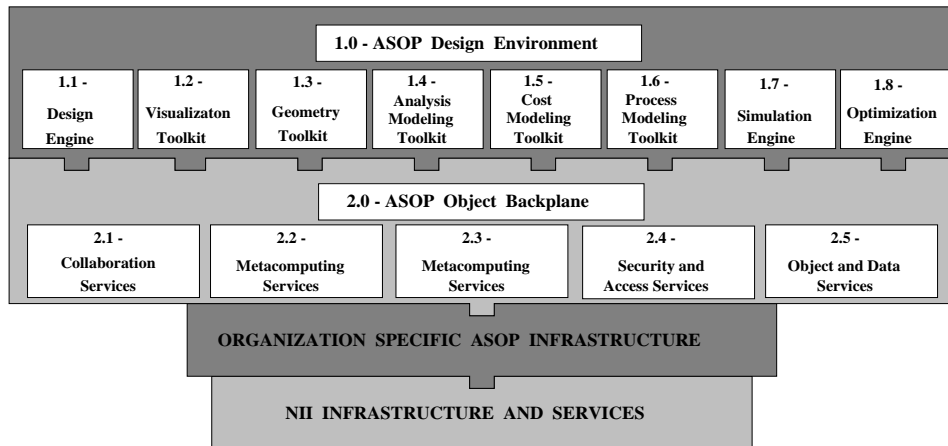 1.0 - ASOP Design Environment
1.1 -
Design
Engine
1.2 -
Visualizaton
Toolkit
1.3 -
Geometry
Toolkit
1.4 -
Analysis
Modeling
Toolkit
1.5 -
Cost
Modeling
Toolkit
1.6 -
Process
Modeling
Toolkit
1.7 -
Simulation
Engine
1.8 -
Optimization
Engine
2.0 - ASOP Object Backplane
2.1 -
Collaboration
Services
2.2 -
Metacomputing
Services
2.3 -
Metacomputing
Services
2.4 -
Security and
Access Services
2.5 -
Object and Data
Services
ORGANIZATION SPECIFIC ASOP INFRASTRUCTURE
NII INFRASTRUCTURE AND SERVICES